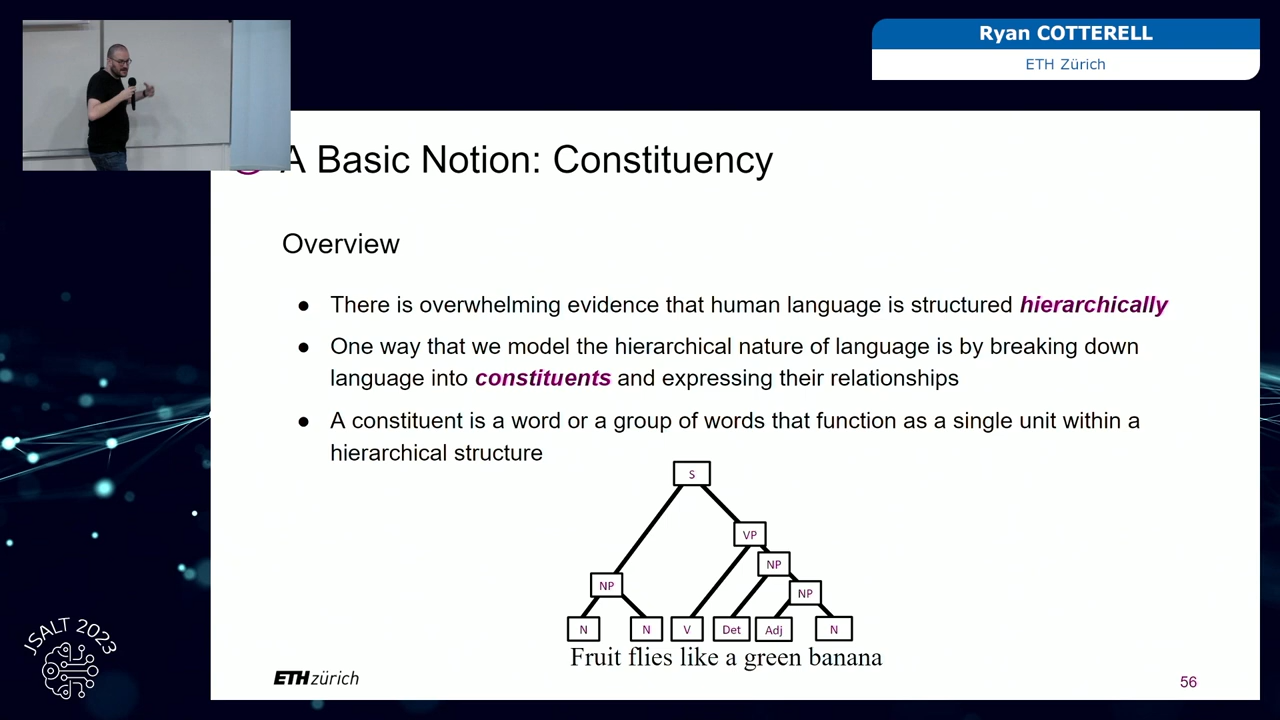 Ryan COTTERELL
ETH Zürich
A Basic Notion: Constituency
Overview
● There is overwhelming evidence that human language is structured hierarchically
● One way that we model the hierarchical nature of language is by breaking down
language into constituents and expressing their relationships
● A constituent is a word or a group of words that function as a single unit within a
hierarchical structure
S
VP
NP
NP
NP
N N V Det Adj N
Fruit flies like a green banana
JSALT 2023
ETH zürich
56